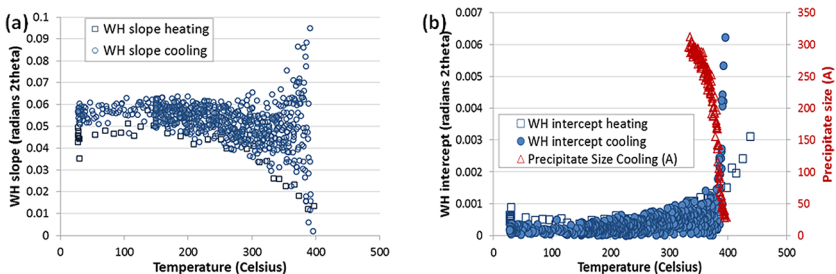 (a)
WH slope (radians 2theta)
0.1
0.09
0.08
0.07
0.06
0.05
0.04
0.03
0.02
0.01
0
WH slope heating
WH slope cooling
0 100 200 300 400 500
Temperature (Celsius)
(b)
WH intercept (radians 2theta)
0.007
0.006
0.005
0.004
0.003
0.002
0.001
0
WH intercept heating
WH intercept cooling
Precipitate Size Cooling (A)
350
300
250
200
150
100
50
0
Precipitate size (A)
0 100 200 300 400 500
Temperature (Celsius)